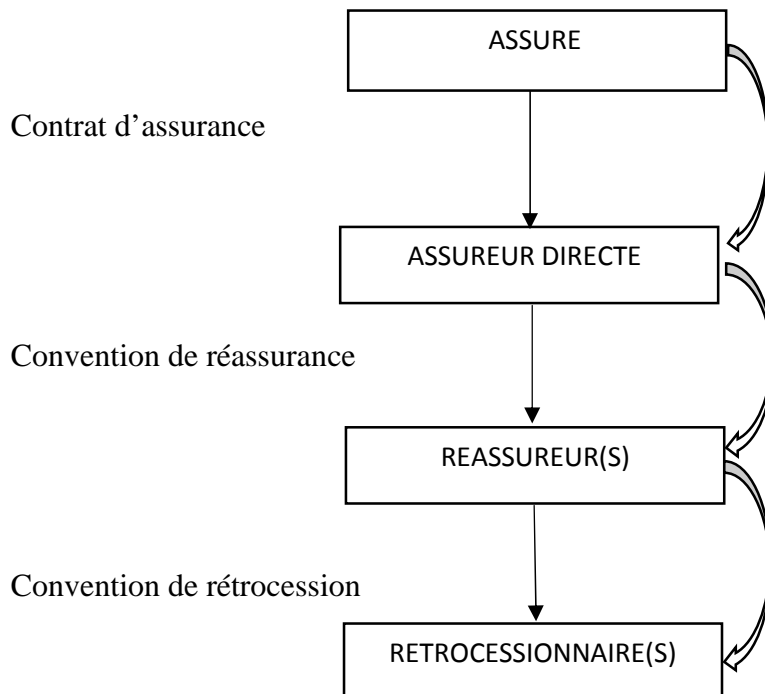 ASSURE
Contrat d’assurance
ASSUREUR DIRECTE
Convention de réassurance
REASSUREUR(S)
Convention de rétrocession
RETROCESSIONNAIRE(S)